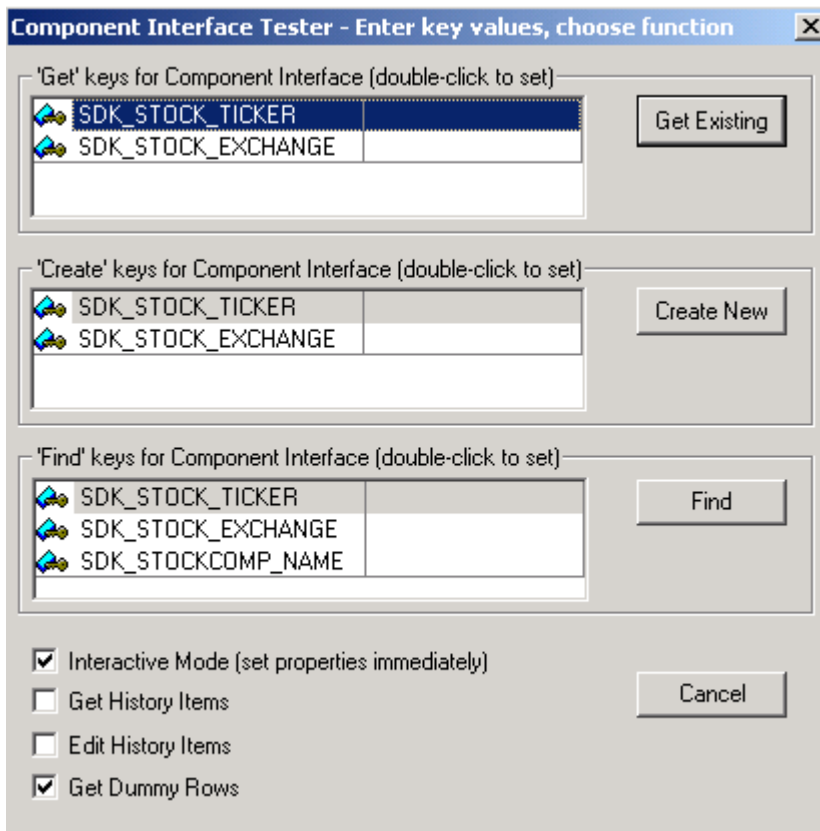 Component Interface Tester - Enter key values, choose function
'Get' keys for Component Interface (double-click to set)
SDK_STOCK_TICKER
SDK_STOCK_EXCHANGE
Get Existing
'Create' keys for Component Interface (double-click to set)
SDK_STOCK_TICKER
SDK_STOCK_EXCHANGE
Create New
'Find' keys for Component Interface (double-click to set)
SDK_STOCK_TICKER
SDK_STOCK_EXCHANGE
SDK_STOCKCOMP_NAME
Find
Interactive Mode (set properties immediately)
Get History Items
Edit History Items
Get Dummy Rows
Cancel